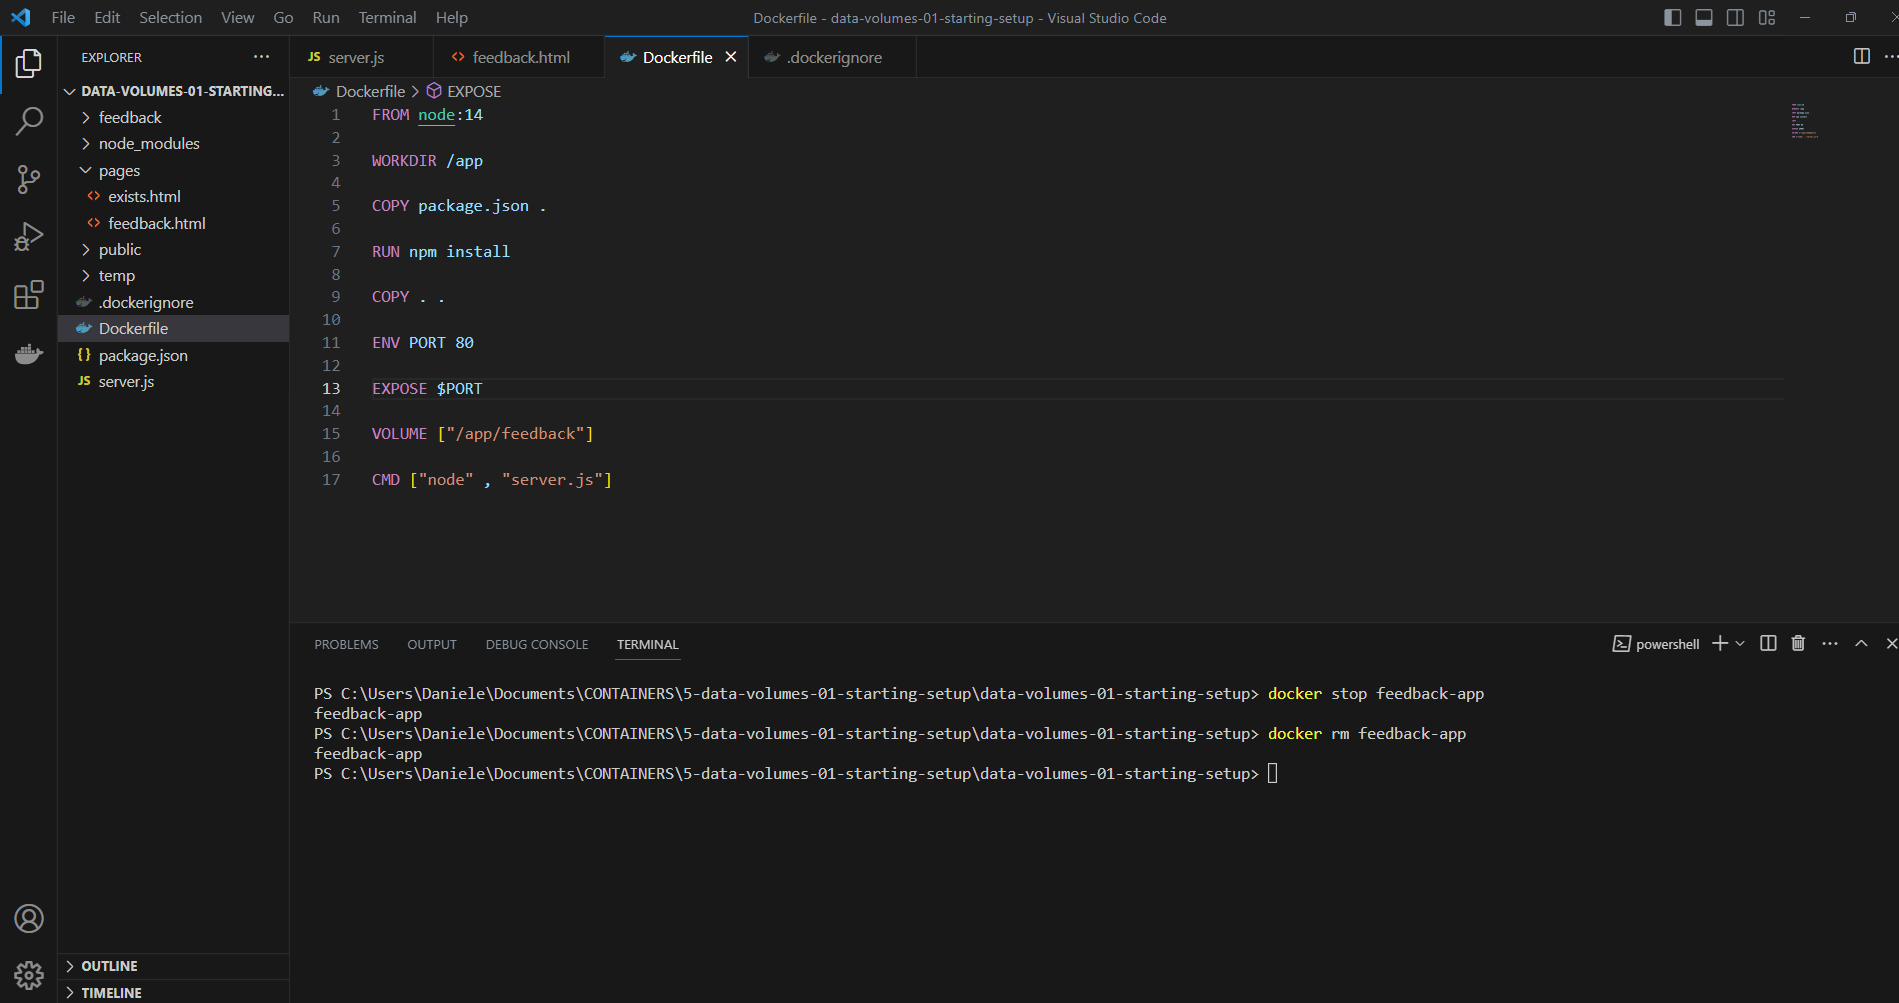 File Edit Selection View Go Run Terminal Help
Dockerfile - data-volumes-01-starting-setup - Visual Studio Code
EXPLORER
DATA-VOLUMES-01-STARTING...
feedback
node_modules
pages
exists.html
feedback.html
public
temp
.dockerignore
Dockerfile
{} package.json
JS server.js
OUTLINE
TIMELINE
JS server.js
feedback.html
Dockerfile
.dockerignore
Dockerfile > EXPOSE
1 FROM node:14
2
3 WORKDIR /app
4
5 COPY package.json .
6
7 RUN npm install
8
9 COPY . .
10
11 ENV PORT 80
12
13 EXPOSE $PORT
14
15 VOLUME ["/app/feedback"]
16
17 CMD ["node" , "server.js"]
PROBLEMS OUTPUT DEBUG CONSOLE TERMINAL
powershell
PS C:\Users\Daniele\Documents\CONTAINERS\5-data-volumes-01-starting-setup\data-volumes-01-starting-setup> docker stop feedback-app
feedback-app
PS C:\Users\Daniele\Documents\CONTAINERS\5-data-volumes-01-starting-setup\data-volumes-01-starting-setup> docker rm feedback-app
feedback-app
PS C:\Users\Daniele\Documents\CONTAINERS\5-data-volumes-01-starting-setup\data-volumes-01-starting-setup>